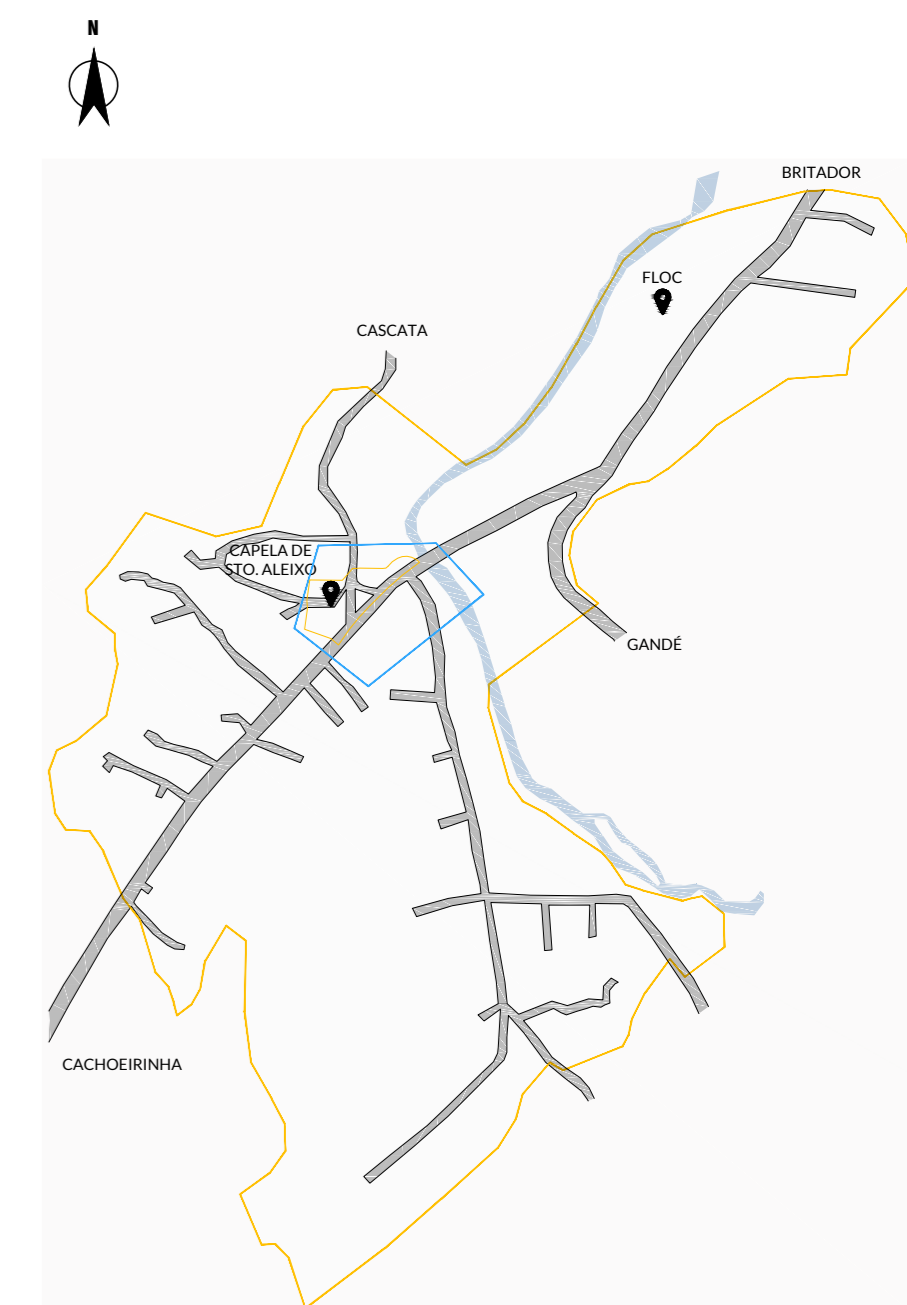 N
BRITADOR
FLOC
CASCATA
CAPELA DE
STO. ALEIXO
GANDÉ
CACHOEIRINHA